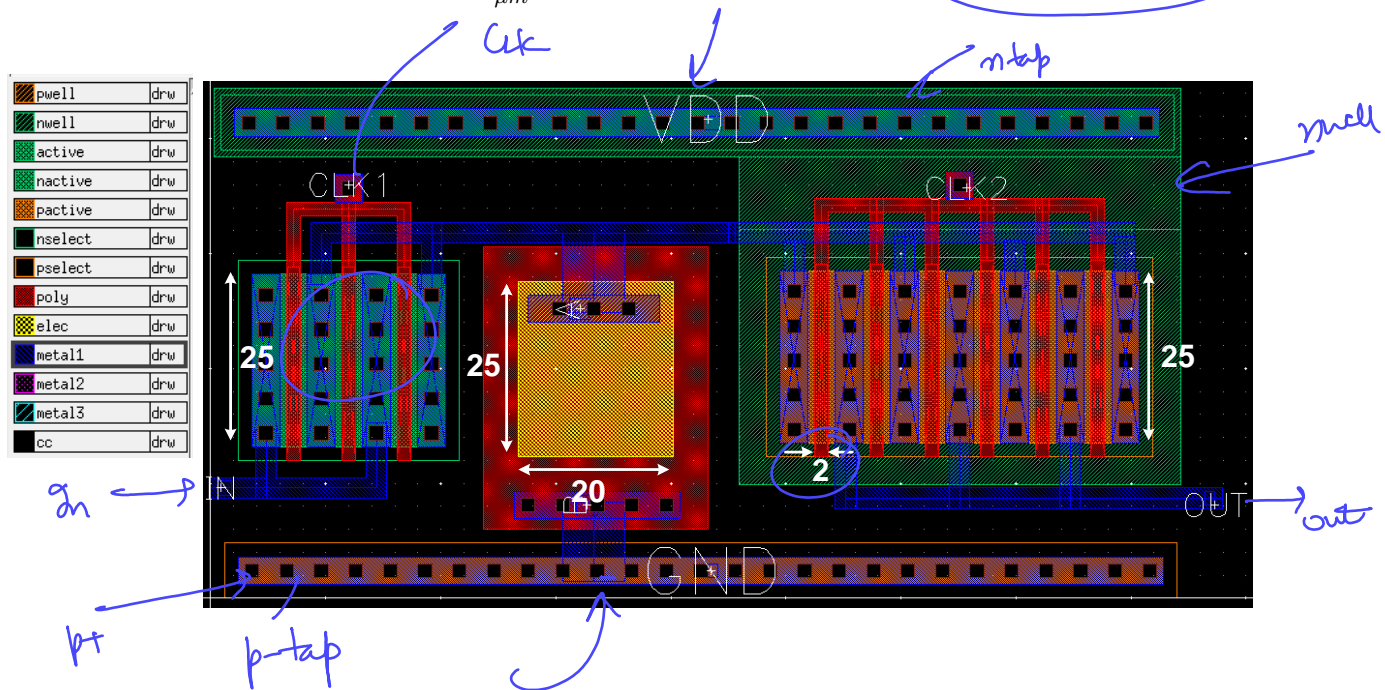 μm
Clk
n-tap
pwell drw
nwell drw
active drw
nactive drw
pactive drw
nselect drw
pselect drw
poly drw
elec drw
metal1 drw
metal2 drw
metal3 drw
cc drw
VDD
nwell
CLK1
CLK2
25
25
25
2
20
In
IN
OUT
out
GND
p+
p-tap